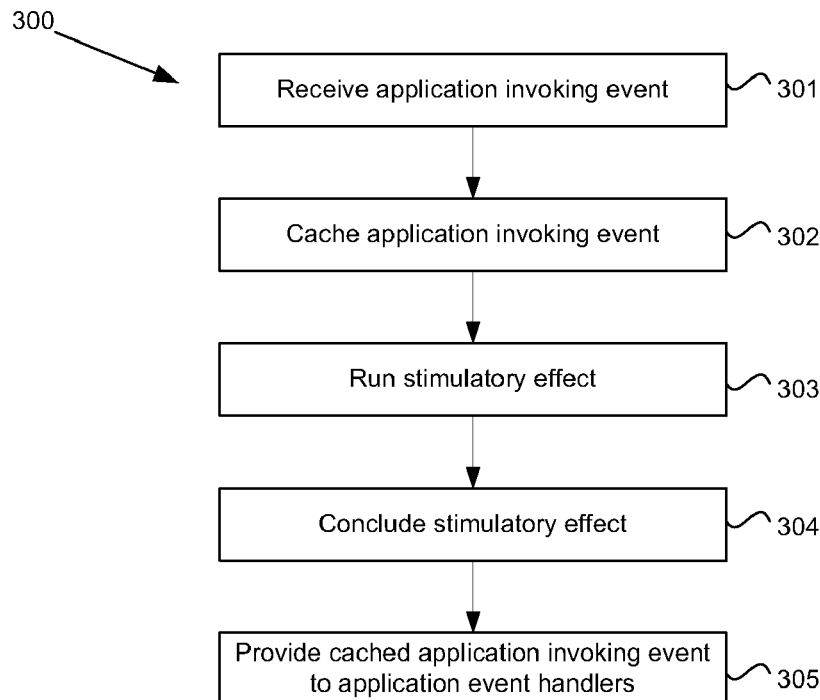 300
Receive application invoking event
301
Cache application invoking event
302
Run stimulatory effect
303
Conclude stimulatory effect
304
Provide cached application invoking event
to application event handlers
305